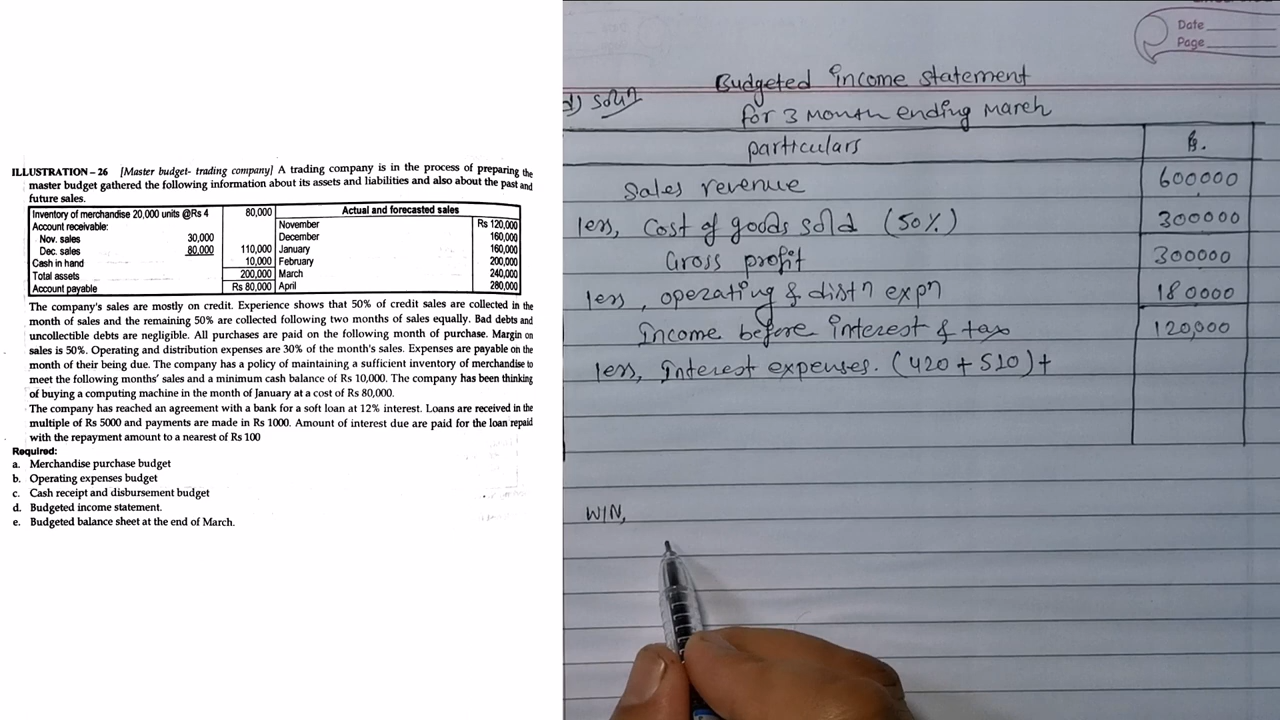 ILLUSTRATION – 26 [Master budget- trading company] A trading company is in the process of preparing the
master budget gathered the following information about its assets and liabilities and also about the past and
future sales.
Inventory of merchandise 20,000 units @Rs 4 80,000 Actual and forecasted sales
Account receivable: November Rs 120,000
Nov. sales 30,000 December 160,000
Dec. sales 80,000 110,000 January 160,000
Cash in hand 10,000 February 200,000
Total assets 200,000 March 240,000
Account payable Rs 80,000 April 280,000
The company's sales are mostly on credit. Experience shows that 50% of credit sales are collected in the
month of sales and the remaining 50% are collected following two months of sales equally. Bad debts and
uncollectible debts are negligible. All purchases are paid on the following month of purchase. Margin on
sales is 50%. Operating and distribution expenses are 30% of the month's sales. Expenses are payable on the
month of their being due. The company has a policy of maintaining a sufficient inventory of merchandise to
meet the following months' sales and a minimum cash balance of Rs 10,000. The company has been thinking
of buying a computing machine in the month of January at a cost of Rs 80,000.
The company has reached an agreement with a bank for a soft loan at 12% interest. Loans are received in the
multiple of Rs 5000 and payments are made in Rs 1000. Amount of interest due are paid for the loan repaid
with the repayment amount to a nearest of Rs 100
Required:
a. Merchandise purchase budget
b. Operating expenses budget
c. Cash receipt and disbursement budget
d. Budgeted income statement.
e. Budgeted balance sheet at the end of March.
Date
Page
Budgeted income statement
d) Solun
for 3 month ending March
particulars Rs.
Sales revenue 600000
less, Cost of goods sold (50%) 300000
Gross profit 300000
less, operating & distn expn 180000
Income before interest & tax 120,000
less, Interest expenses. (420 + 510) +
W/N,